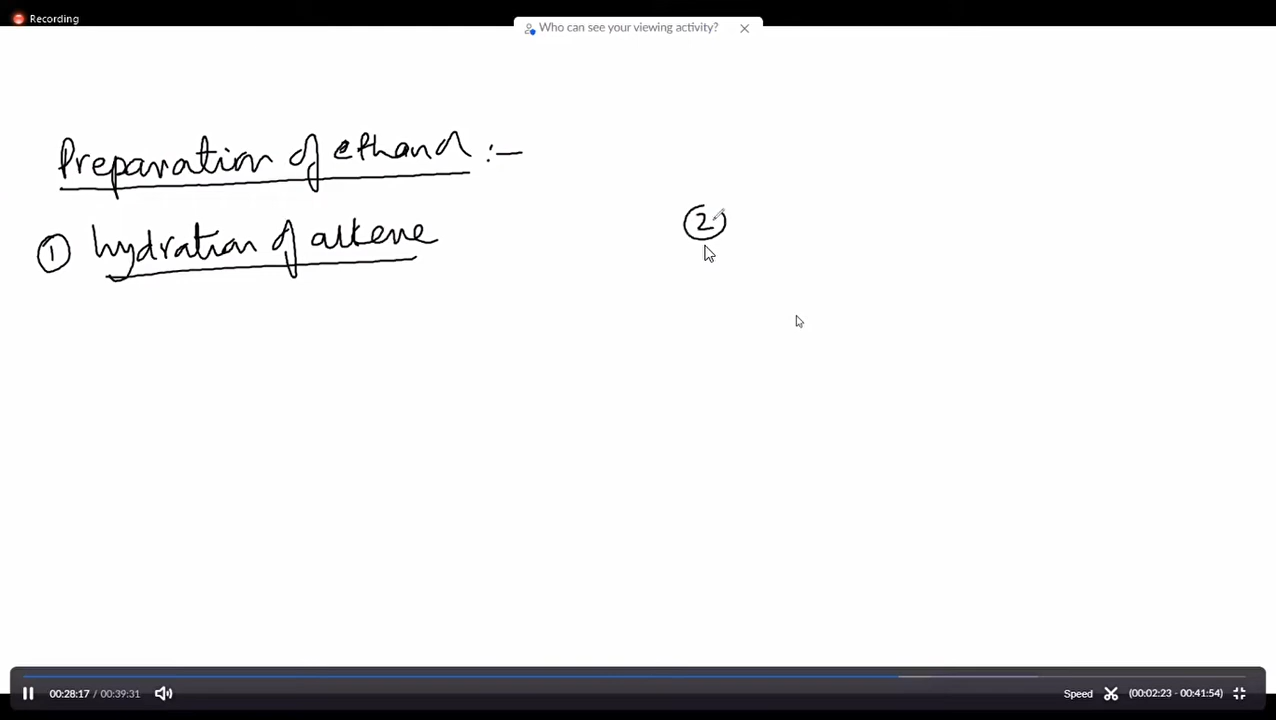 Recording
Who can see your viewing activity?
Preparation of ethanol :-
① hydration of alkene
②
00:28:17 / 00:39:31
Speed
(00:02:23 - 00:41:54)